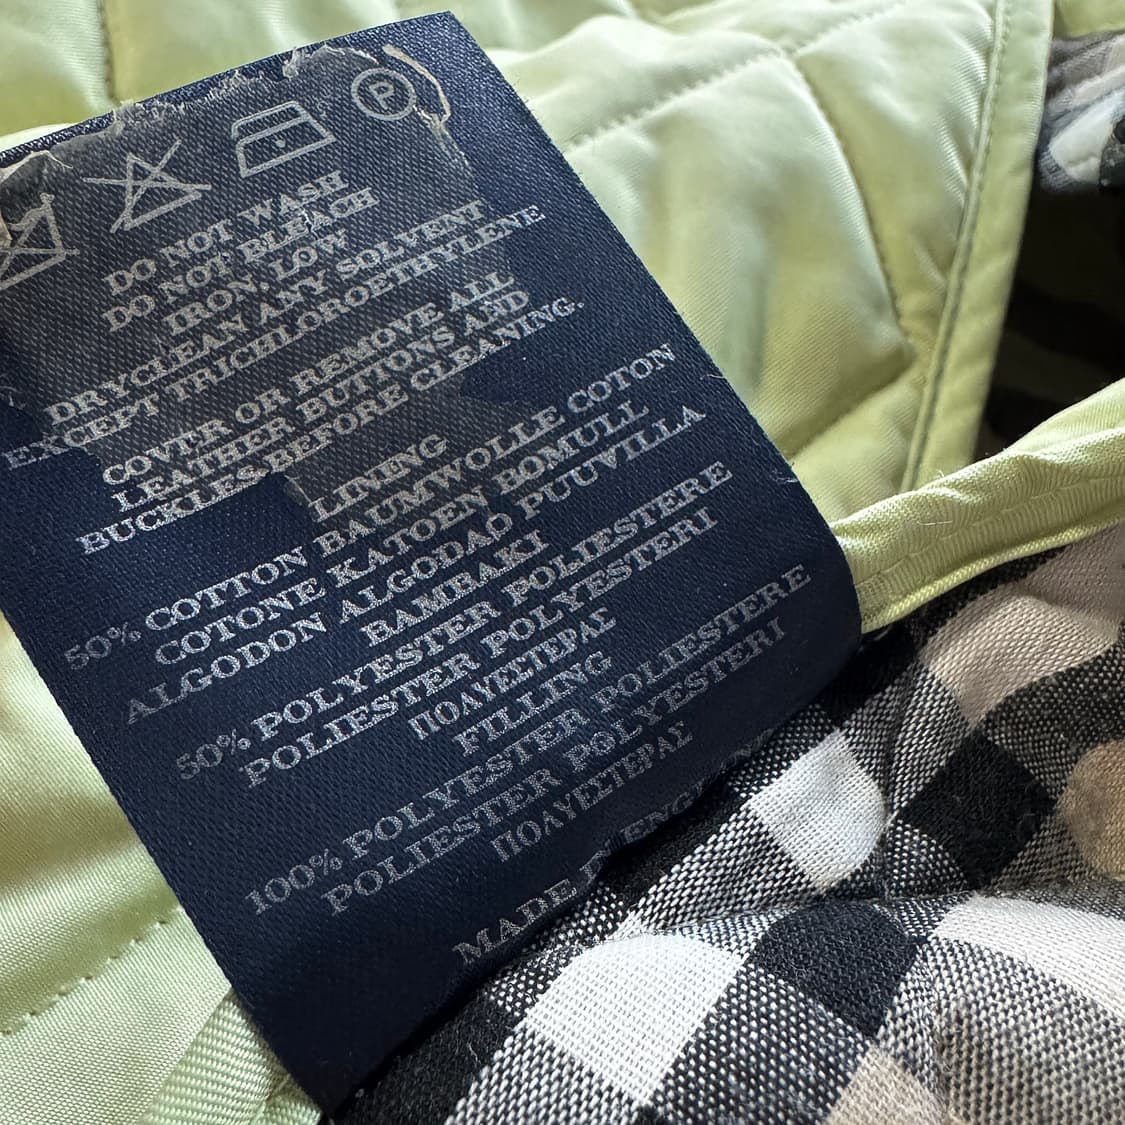 P
DO NOT WASH
DO NOT BLEACH
IRON, LOW
DRYCLEAN ANY SOLVENT
EXCEPT TRICHLOROETHYLENE
COVER OR REMOVE ALL
LEATHER BUTTONS AND
BUCKLES BEFORE CLEANING.
LINING
50% COTTON BAUMWOLLE COTON
COTONE KATOEN BOMULL
ALGODON ALGODAO PUUVILLA
BAMBAKI
50% POLYESTER POLIESTERE
POLIESTER POLYESTERI
ΠΟΛΥΕΣΤΕΡΑΣ
FILLING
100% POLYESTER POLIESTERE
POLIESTER POLYESTERI
ΠΟΛΥΕΣΤΕΡΑΣ
MADE IN